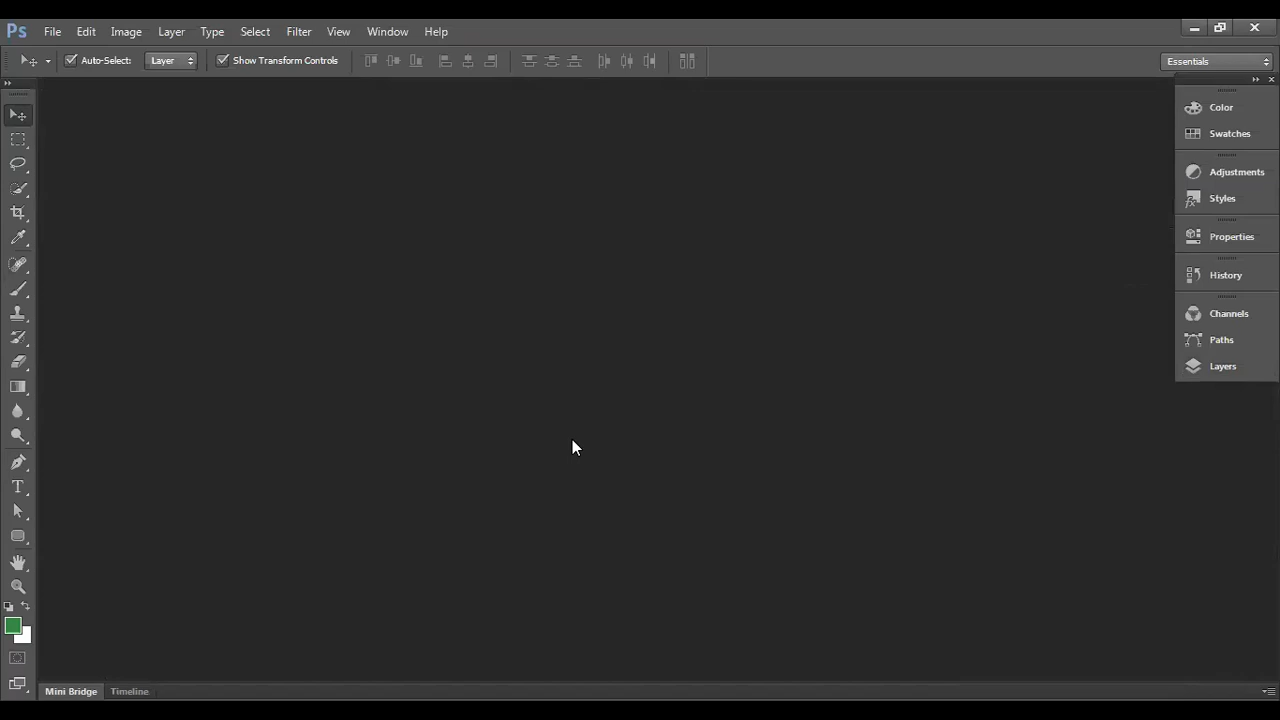 Ps File Edit Image Layer Type Select Filter View Window Help
Auto-Select: Layer Show Transform Controls Essentials
Color
Swatches
Adjustments
Styles
Properties
History
Channels
Paths
Layers
T
Mini Bridge Timeline